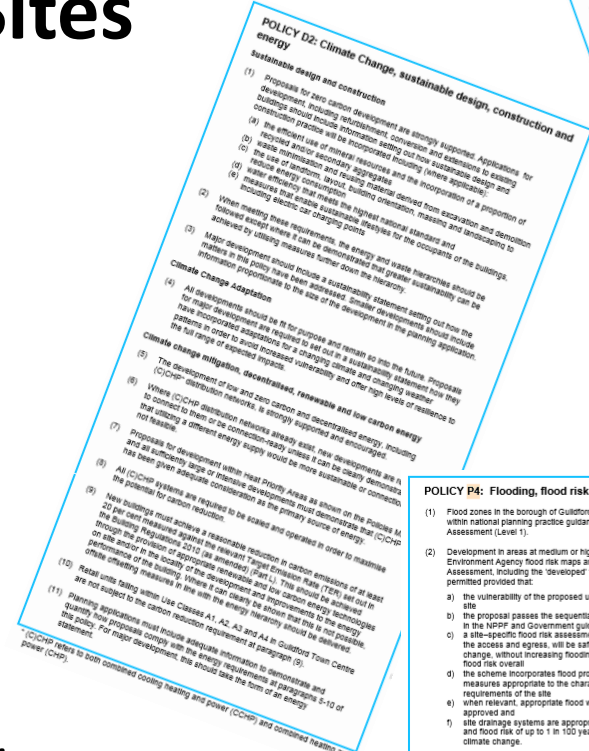 Sites
POLICY D2: Climate Change, sustainable design, construction and
energy
Sustainable design and construction
(1) Proposals for zero carbon development are strongly supported. Applications for
development, including refurbishment, conversion and extensions to existing
buildings should include information setting out how sustainable design and
construction practice will be incorporated including (where applicable):
(a) the efficient use of mineral resources and the incorporation of a proportion of
recycled and/or secondary aggregates
(b) waste minimisation and reusing material derived from excavation and demolition
(c) the use of landform, layout, building orientation, massing and landscaping to
reduce energy consumption
(d) water efficiency that meets the highest national standard and
(e) measures that enable sustainable lifestyles for the occupants of the buildings,
including electric car charging points
(2) When meeting these requirements, the energy and waste hierarchies should be
followed except where it can be demonstrated that greater sustainability can be
achieved by utilising measures further down the hierarchy.
(3) Major development should include a sustainability statement setting out how the
matters in this policy have been addressed. Smaller developments should include
information proportionate to the size of the development in the planning application.
Climate Change Adaptation
(4) All developments should be fit for purpose and remain so into the future. Proposals
for major development are required to set out in a sustainability statement how they
have incorporated adaptations for a changing climate and changing weather
patterns in order to avoid increased vulnerability and offer high levels of resilience to
the full range of expected impacts.
Climate change mitigation, decentralised, renewable and low carbon energy
(5) The development of low and zero carbon and decentralised energy, including
(C)CHP* distribution networks, is strongly supported and encouraged.
(6) Where (C)CHP distribution networks already exist, new developments are
to connect to them or be connection-ready unless it can be clearly
that utilizing a different energy supply would be more sustainable or
not feasible.
(7) Proposals for development within Heat Priority Areas as shown on the Policies
and all sufficiently large or intensive developments must demonstrate that (C)CHP
has been given adequate consideration as the primary source of energy.
(8) All (C)CHP systems are required to be scaled and operated in order to maximise
the potential for carbon reduction.
(9) New buildings must achieve a reasonable reduction in carbon emissions of at least
20 per cent measured against the relevant Target Emission Rate (TER) set out in
the Building Regulations 2010 (as amended) (Part L). This should be achieved
through the provision of appropriate renewable and low carbon energy technologies
on site and/or in the locality of the development and improvements to the energy
performance of the building. Where it can clearly be shown that this is not possible,
offsite offsetting measures in line with the energy hierarchy should be delivered.
(10) Retail units falling within Use Classes A1, A2, A3 and A4 in Guildford Town Centre
are not subject to the carbon reduction requirement at paragraph (9).
(11) Planning applications must include adequate information to demonstrate and
quantify how proposals comply with the energy requirements at paragraphs 5-10 of
this policy. For major development, this should take the form of an energy
statement.
* (C)CHP refers to both combined cooling heating and power (CCHP) and combined heating
power (CHP).
POLICY P4: Flooding, flood risk
(1) Flood zones in the borough of
within national planning practice
Assessment (Level 1).
(2) Development in areas at medium or
Environment Agency flood risk maps
Assessment, including the 'developed'
permitted provided that:
a) the vulnerability of the proposed
site
b) the proposal passes the
in the NPPF and Government
c) a site-specific flood risk
the access and egress, will be
change, without increasing
flood risk overall
d) the scheme incorporates flood
measures appropriate to the
requirements of the site
e) when relevant, appropriate flood
approved and
f) site drainage systems are
and flood risk of up to 1 in 100
climate change.